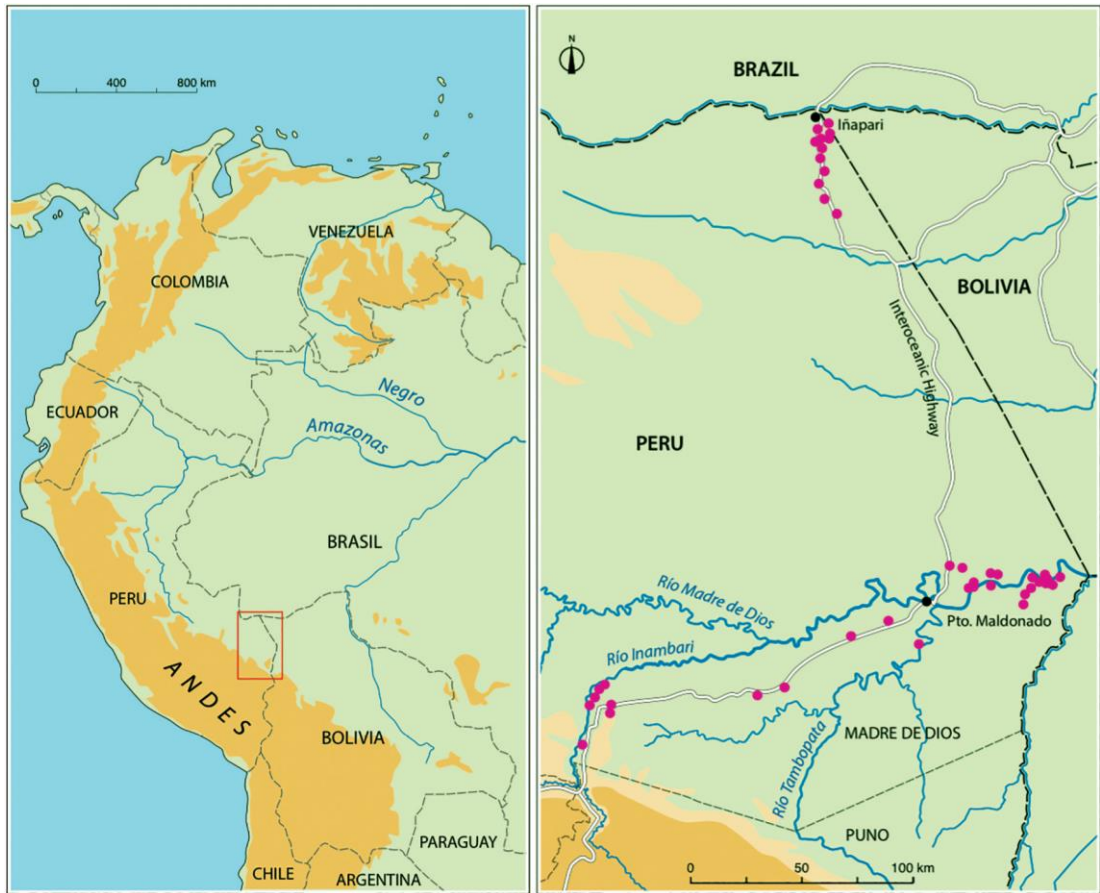 0 400 800 km
VENEZUELA
COLOMBIA
Negro
ECUADOR
Amazonas
BRASIL
PERU
ANDES
BOLIVIA
PARAGUAY
CHILE
ARGENTINA
N
BRAZIL
Iñapari
BOLIVIA
Interoceanic Highway
PERU
Río Madre de Dios
Pto. Maldonado
Río Inambari
MADRE DE DIOS
Río Tambopata
PUNO
0 50 100 km